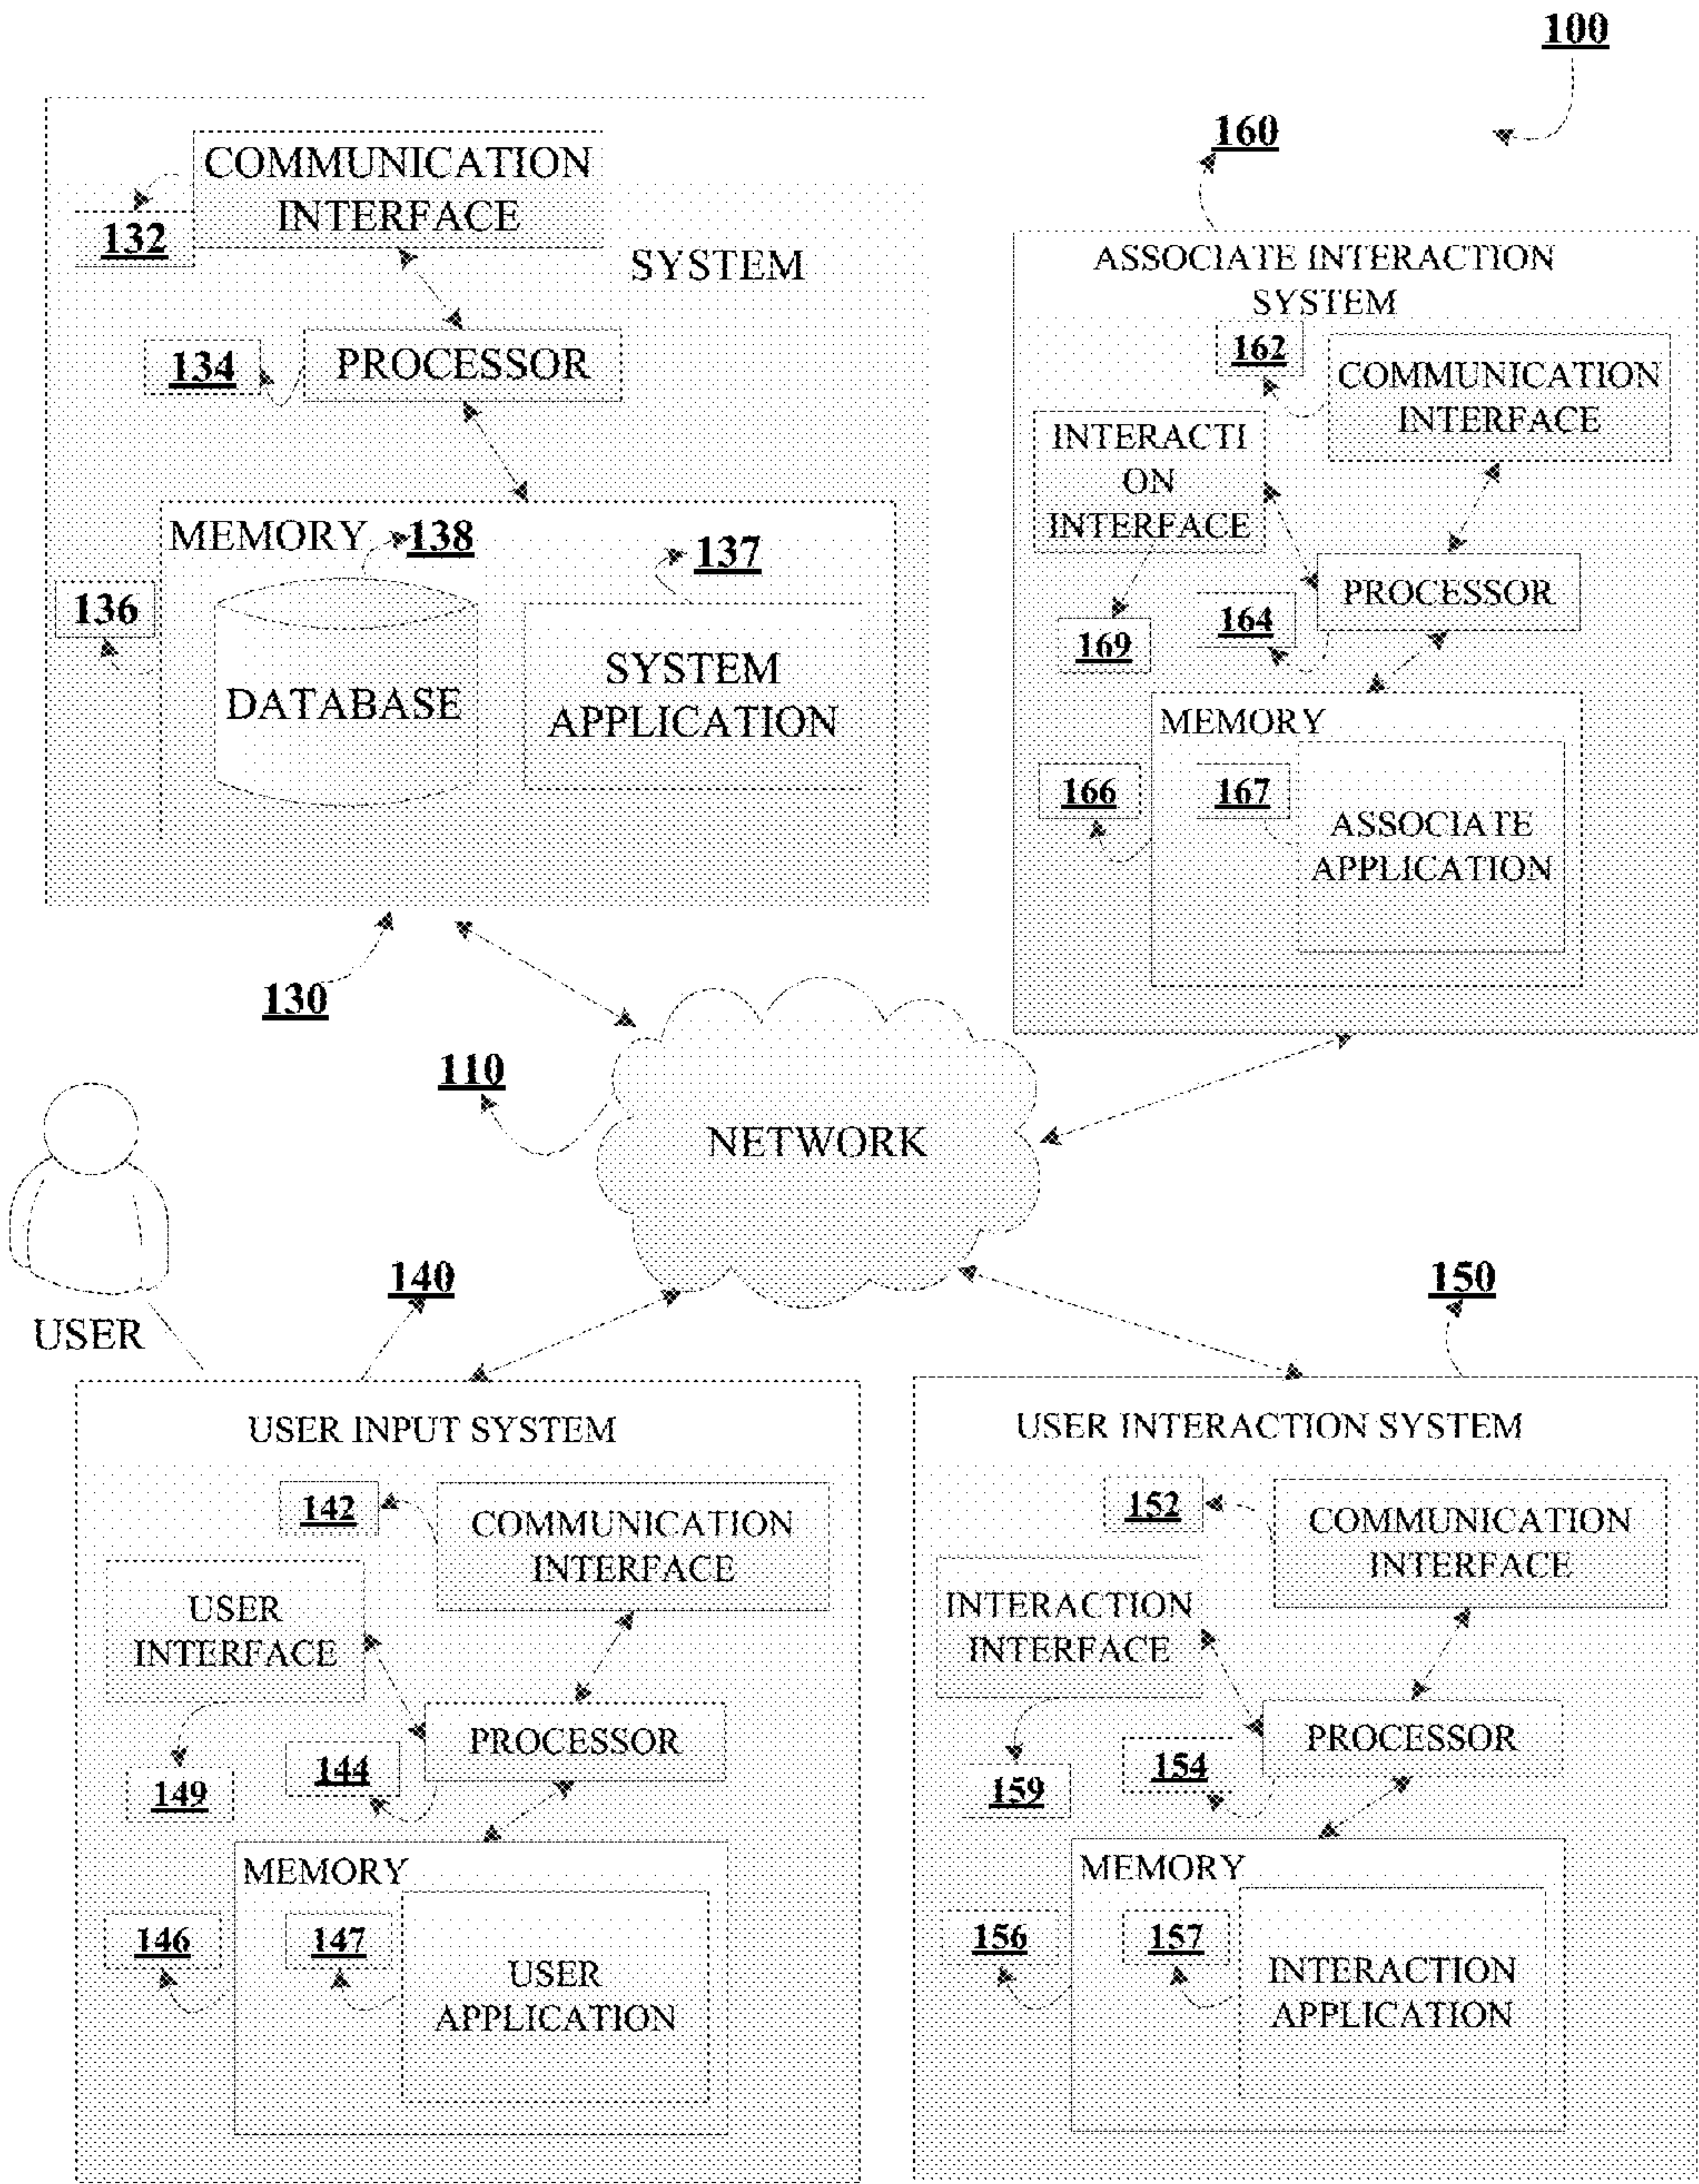 100
160
COMMUNICATION
INTERFACE
132
SYSTEM
PROCESSOR
134
MEMORY
138
137
136
DATABASE
SYSTEM
APPLICATION
130
ASSOCIATE INTERACTION
SYSTEM
162
COMMUNICATION
INTERFACE
INTERACTI
ON
INTERFACE
PROCESSOR
164
169
MEMORY
166
167
ASSOCIATE
APPLICATION
110
NETWORK
USER
140
150
USER INPUT SYSTEM
142
COMMUNICATION
INTERFACE
USER
INTERFACE
PROCESSOR
144
149
MEMORY
146
147
USER
APPLICATION
USER INTERACTION SYSTEM
152
COMMUNICATION
INTERFACE
INTERACTION
INTERFACE
PROCESSOR
154
159
MEMORY
156
157
INTERACTION
APPLICATION